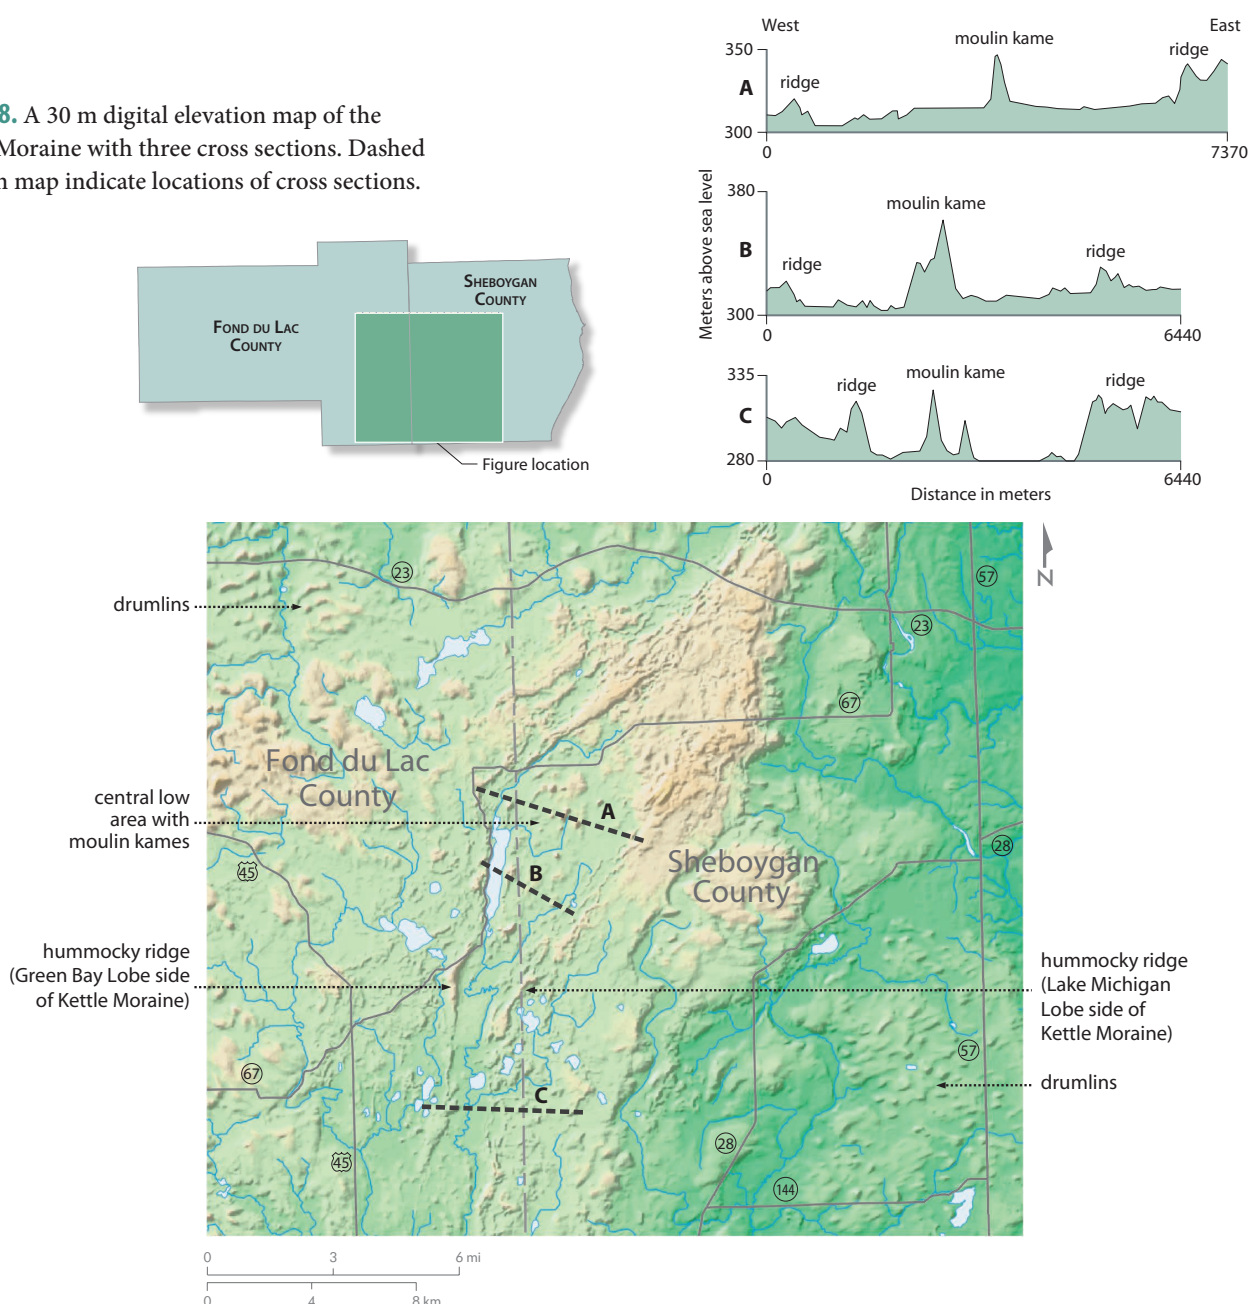 8. A 30 m digital elevation map of the
Moraine with three cross sections. Dashed
map indicate locations of cross sections.
FOND DU LAC
COUNTY
SHEBOYGAN
COUNTY
Figure location
West
East
A
350
300
ridge
moulin kame
ridge
0
7370
Meters above sea level
B
380
300
ridge
moulin kame
ridge
0
6440
C
335
280
ridge
moulin kame
ridge
0
6440
Distance in meters
N
drumlins
central low
area with
moulin kames
hummocky ridge
(Green Bay Lobe side
of Kettle Moraine)
Fond du Lac
County
Sheboygan
County
A
B
C
23
57
23
67
28
45
57
67
28
45
144
hummocky ridge
(Lake Michigan
Lobe side of
Kettle Moraine)
drumlins
0
3
6 mi
0
4
8 km